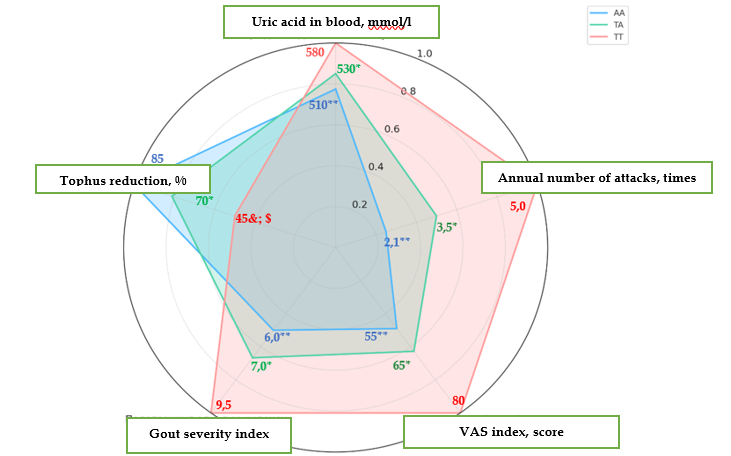 Uric acid in blood, mmol/l
AA
TA
TT
580
1.0
530*
0.8
510**
0.6
85
0.4
Tophus reduction, %
Annual number of attacks, times
70*
0.2
5,0
45&; $
3,5*
2,1**
6,0**
55**
7,0*
65*
9,5
80
Gout severity index
VAS index, score